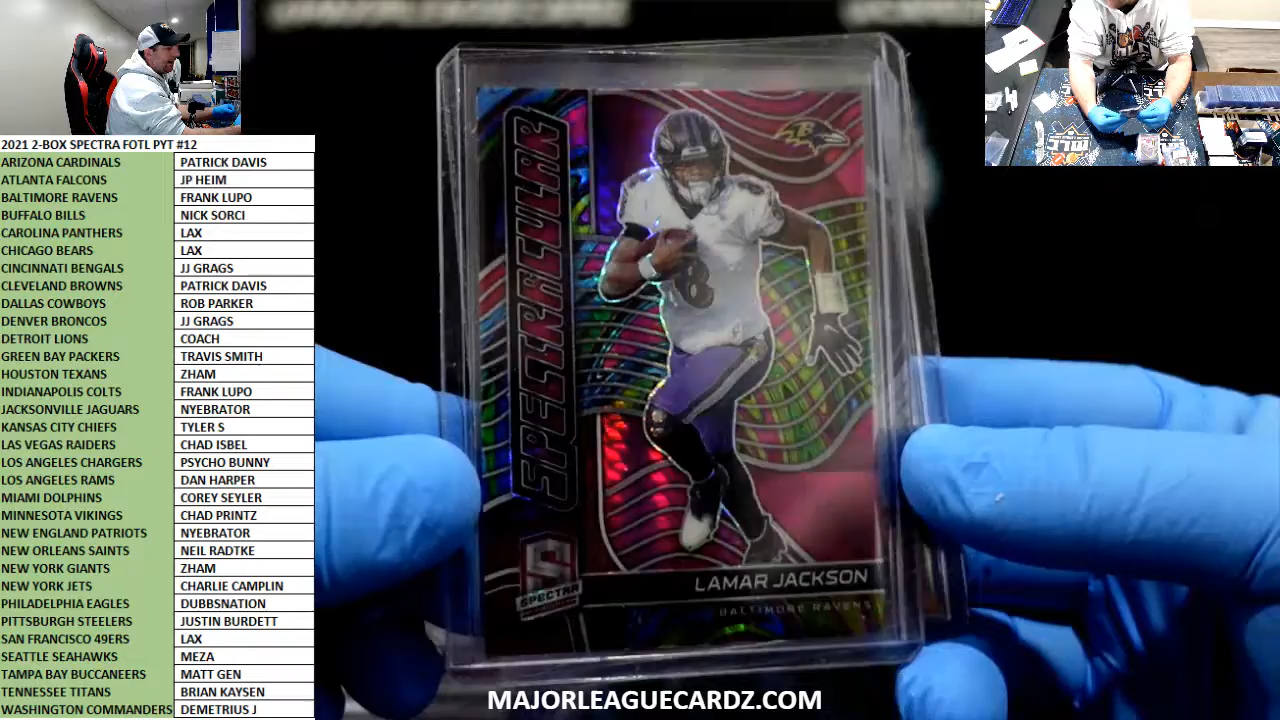 2021 2-BOX SPECTRA FOTL PYT #12
ARIZONA CARDINALS PATRICK DAVIS
ATLANTA FALCONS JP HEIM
BALTIMORE RAVENS FRANK LUPO
BUFFALO BILLS NICK SORCI
CAROLINA PANTHERS LAX
CHICAGO BEARS LAX
CINCINNATI BENGALS JJ GRAGS
CLEVELAND BROWNS PATRICK DAVIS
DALLAS COWBOYS ROB PARKER
DENVER BRONCOS JJ GRAGS
DETROIT LIONS COACH
GREEN BAY PACKERS TRAVIS SMITH
HOUSTON TEXANS ZHAM
INDIANAPOLIS COLTS FRANK LUPO
JACKSONVILLE JAGUARS NYEBRATOR
KANSAS CITY CHIEFS TYLER S
LAS VEGAS RAIDERS CHAD ISBEL
LOS ANGELES CHARGERS PSYCHO BUNNY
LOS ANGELES RAMS DAN HARPER
MIAMI DOLPHINS COREY SEYLER
MINNESOTA VIKINGS CHAD PRINTZ
NEW ENGLAND PATRIOTS NYEBRATOR
NEW ORLEANS SAINTS NEIL RADTKE
NEW YORK GIANTS ZHAM
NEW YORK JETS CHARLIE CAMPLIN
PHILADELPHIA EAGLES DUBBSNATION
PITTSBURGH STEELERS JUSTIN BURDETT
SAN FRANCISCO 49ERS LAX
SEATTLE SEAHAWKS MEZA
TAMPA BAY BUCCANEERS MATT GEN
TENNESSEE TITANS BRIAN KAYSEN
WASHINGTON COMMANDERS DEMETRIUS J
SPECTRACULAR
B
8
SPECTRA
LAMAR JACKSON
BALTIMORE RAVENS
MLC
MAJORLEAGUECARDZ.COM